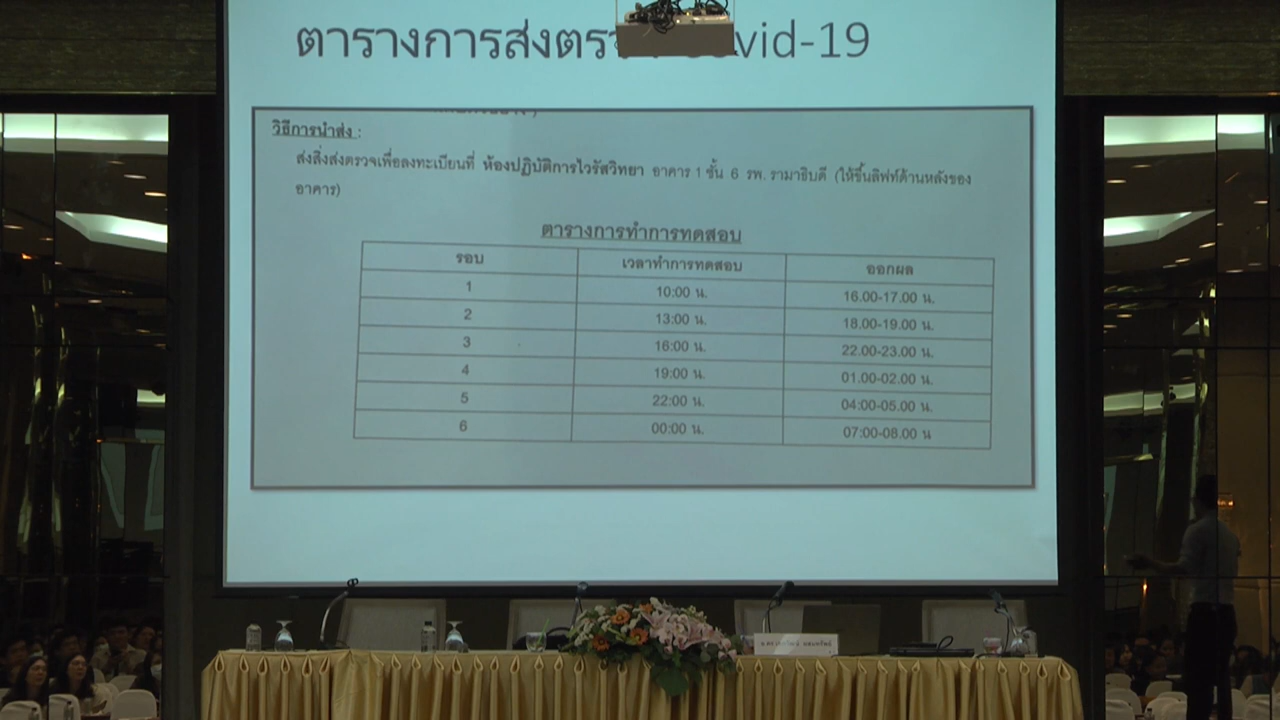 ตารางการส่งตรวจ Covid-19
วิธีการนำส่ง :
ส่งสิ่งส่งตรวจเพื่อลงทะเบียนที่ ห้องปฏิบัติการไวรัสวิทยา อาคาร 1 ชั้น 6 รพ. รามาธิบดี (ให้ขึ้นลิฟท์ด้านหลังของ
อาคาร)
ตารางการทำการทดสอบ
รอบ เวลาทำการทดสอบ ออกผล
1 10:00 น. 16.00-17.00 น.
2 13:00 น. 18.00-19.00 น.
3 16:00 น. 22.00-23.00 น.
4 19:00 น. 01.00-02.00 น.
5 22:00 น. 04:00-05.00 น.
6 00:00 น. 07:00-08.00 น